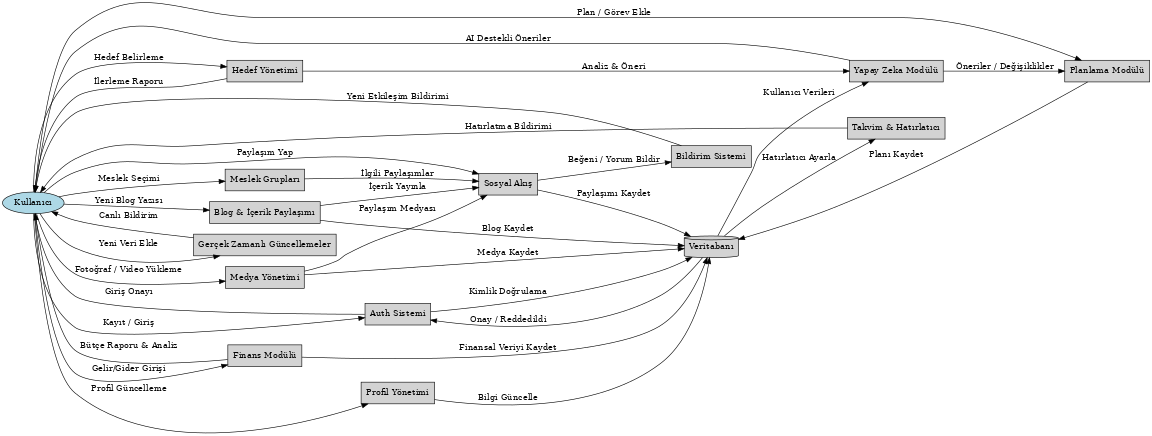 Plan / Görev Ekle
AI Destekli Öneriler
Hedef Belirleme
Hedef Yönetimi
Analiz & Öneri
Yapay Zeka Modülü
Öneriler / Değişiklikler
Planlama Modülü
İlerleme Raporu
Kullanıcı Verileri
Yeni Etkileşim Bildirimi
Hatırlatma Bildirimi
Takvim & Hatırlatıcı
Paylaşım Yap
Beğeni / Yorum Bildir
Bildirim Sistemi
Hatırlatıcı Ayarla
Planı Kaydet
Meslek Seçimi
Meslek Grupları
İlgili Paylaşımlar
İçerik Yayınla
Sosyal Akış
Paylaşımı Kaydet
Kullanıcı
Yeni Blog Yazısı
Blog & İçerik Paylaşımı
Paylaşım Medyası
Canlı Bildirim
Blog Kaydet
Yeni Veri Ekle
Gerçek Zamanlı Güncellemeler
Medya Kaydet
Veritabanı
Fotoğraf / Video Yükleme
Medya Yönetimi
Giriş Onayı
Kimlik Doğrulama
Kayıt / Giriş
Auth Sistemi
Onay / Reddedildi
Bütçe Raporu & Analiz
Finans Modülü
Finansal Veriyi Kaydet
Gelir/Gider Girişi
Profil Güncelleme
Profil Yönetimi
Bilgi Güncelle